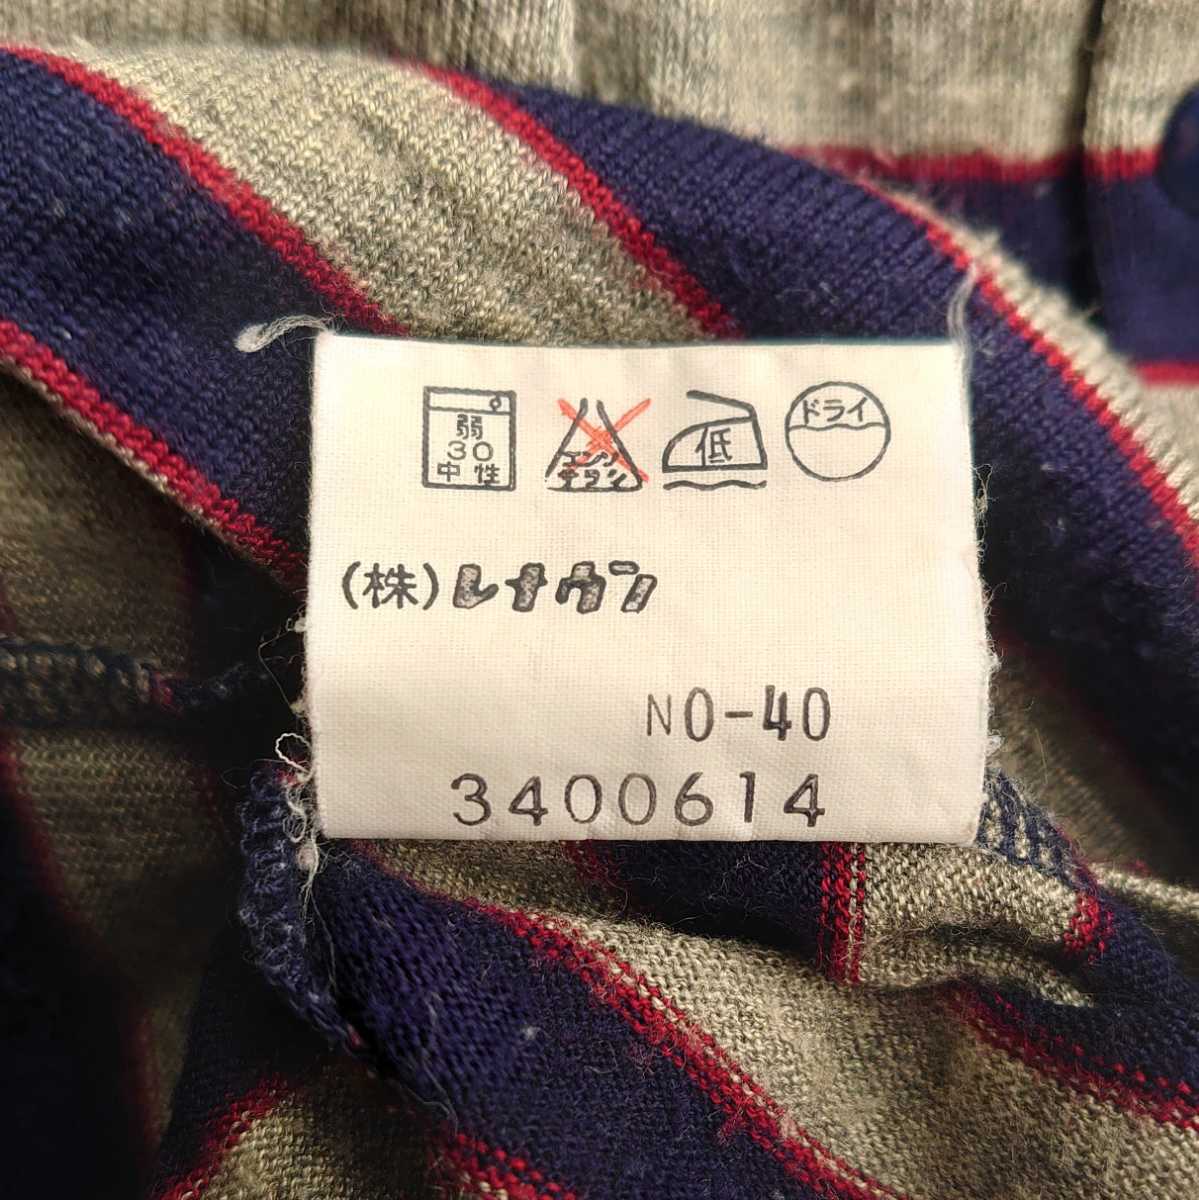 弱
30
中性
エンソ
サラシ
低
ドライ
(株)レナウン
NO-40
3400614